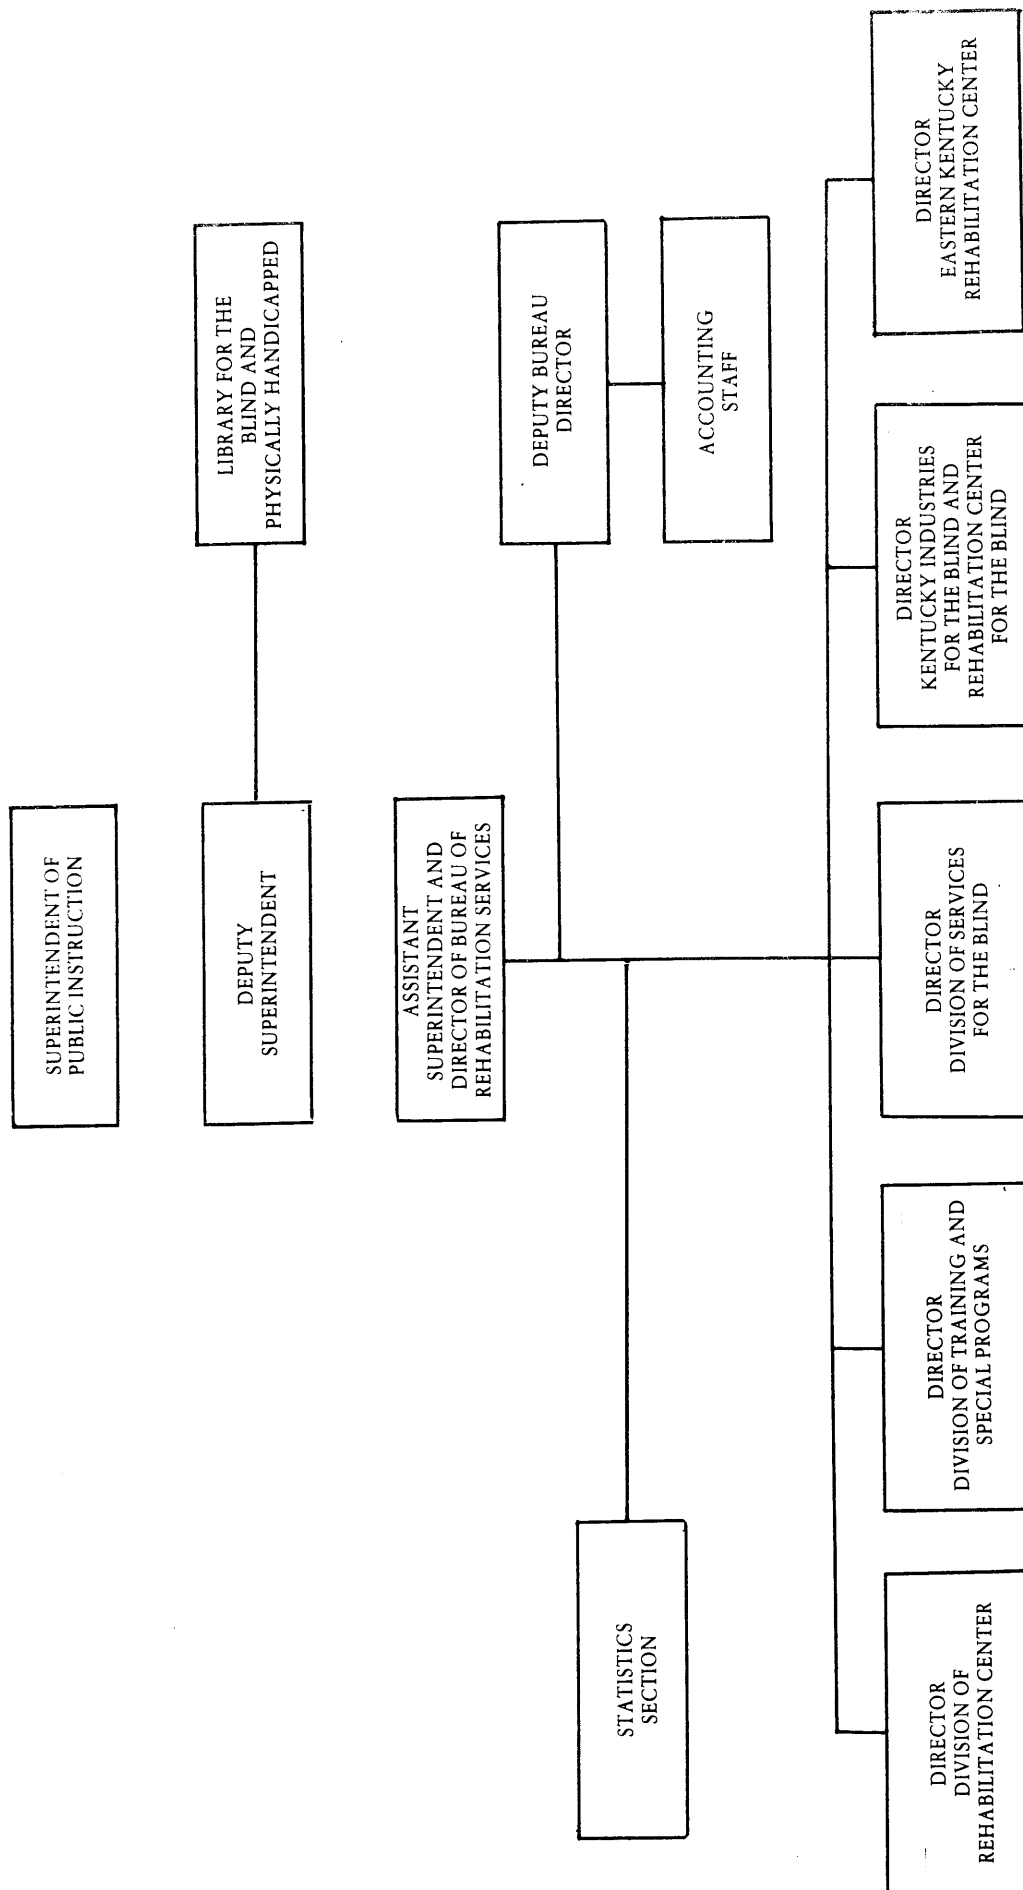 SUPERINTENDENT OF
PUBLIC INSTRUCTION
DEPUTY
SUPERINTENDENT
LIBRARY FOR THE
BLIND AND
PHYSICALLY HANDICAPPED
ASSISTANT
SUPERINTENDENT AND
DIRECTOR OF BUREAU OF
REHABILITATION SERVICES
DEPUTY BUREAU
DIRECTOR
STATISTICS
SECTION
ACCOUNTING
STAFF
DIRECTOR
DIVISION OF
REHABILITATION CENTER
DIRECTOR
DIVISION OF TRAINING AND
SPECIAL PROGRAMS
DIRECTOR
DIVISION OF SERVICES
FOR THE BLIND
DIRECTOR
KENTUCKY INDUSTRIES
FOR THE BLIND AND
REHABILITATION CENTER
FOR THE BLIND
DIRECTOR
EASTERN KENTUCKY
REHABILITATION CENTER